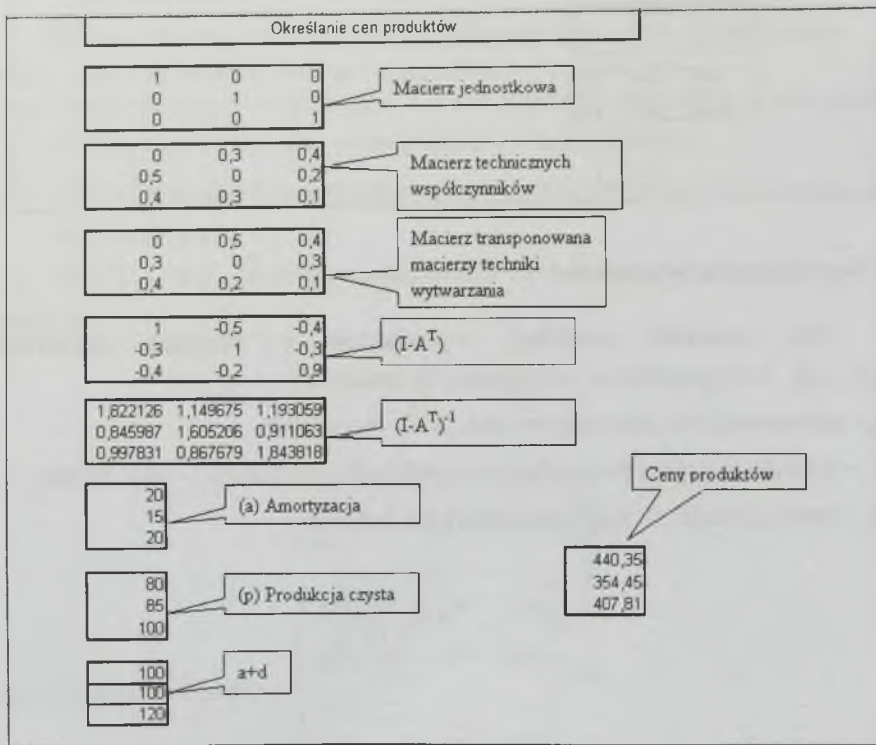 Określanie cen produktów
1 0 0
0 1 0
0 0 1
Macierz jednostkowa
0 0,3 0,4
0,5 0 0,2
0,4 0,3 0,1
Macierz technicznych
współczynników
0 0,5 0,4
0,3 0 0,3
0,4 0,2 0,1
Macierz transponowana
macierzy techniki
wytwarzania
1 -0,5 -0,4
-0,3 1 -0,3
-0,4 -0,2 0,9
(I-Aᵀ)
1,822126 1,149675 1,193059
0,845987 1,605206 0,911063
0,997831 0,867679 1,843818
(I-Aᵀ)⁻¹
20
15
20
(a) Amortyzacja
Ceny produktów
440,35
354,45
407,81
80
85
100
(p) Produkcja czysta
100
100
120
a+d